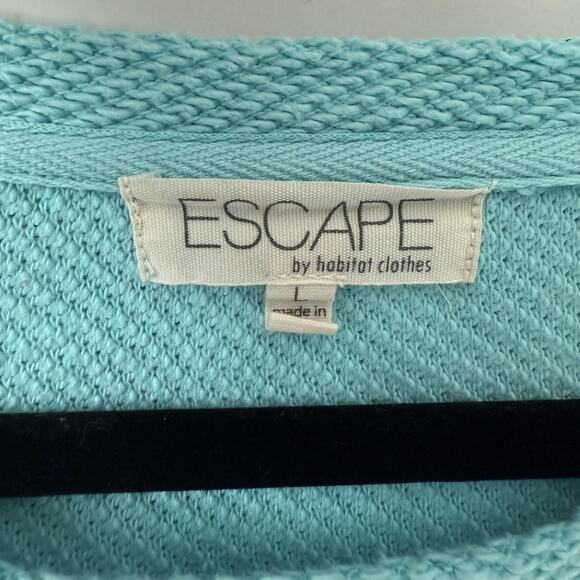 ESCAPE
by habitat clothes
L
made in